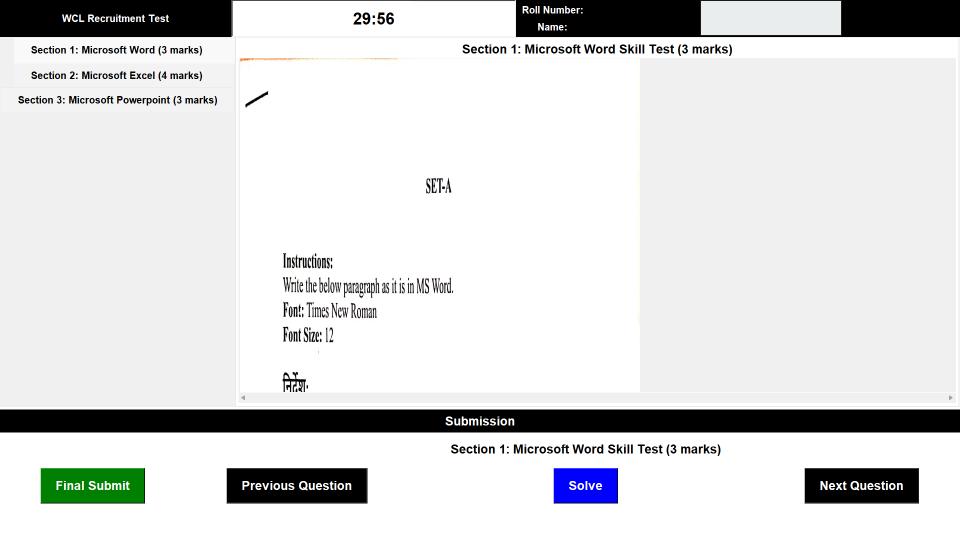 WCL Recruitment Test
29:56
Roll Number:
Name:
Section 1: Microsoft Word (3 marks)
Section 2: Microsoft Excel (4 marks)
Section 3: Microsoft Powerpoint (3 marks)
Section 1: Microsoft Word Skill Test (3 marks)
SET-A
Instructions:
Write the below paragraph as it is in MS Word.
Font: Times New Roman
Font Size: 12
निर्देश:
Submission
Section 1: Microsoft Word Skill Test (3 marks)
Final Submit
Previous Question
Solve
Next Question